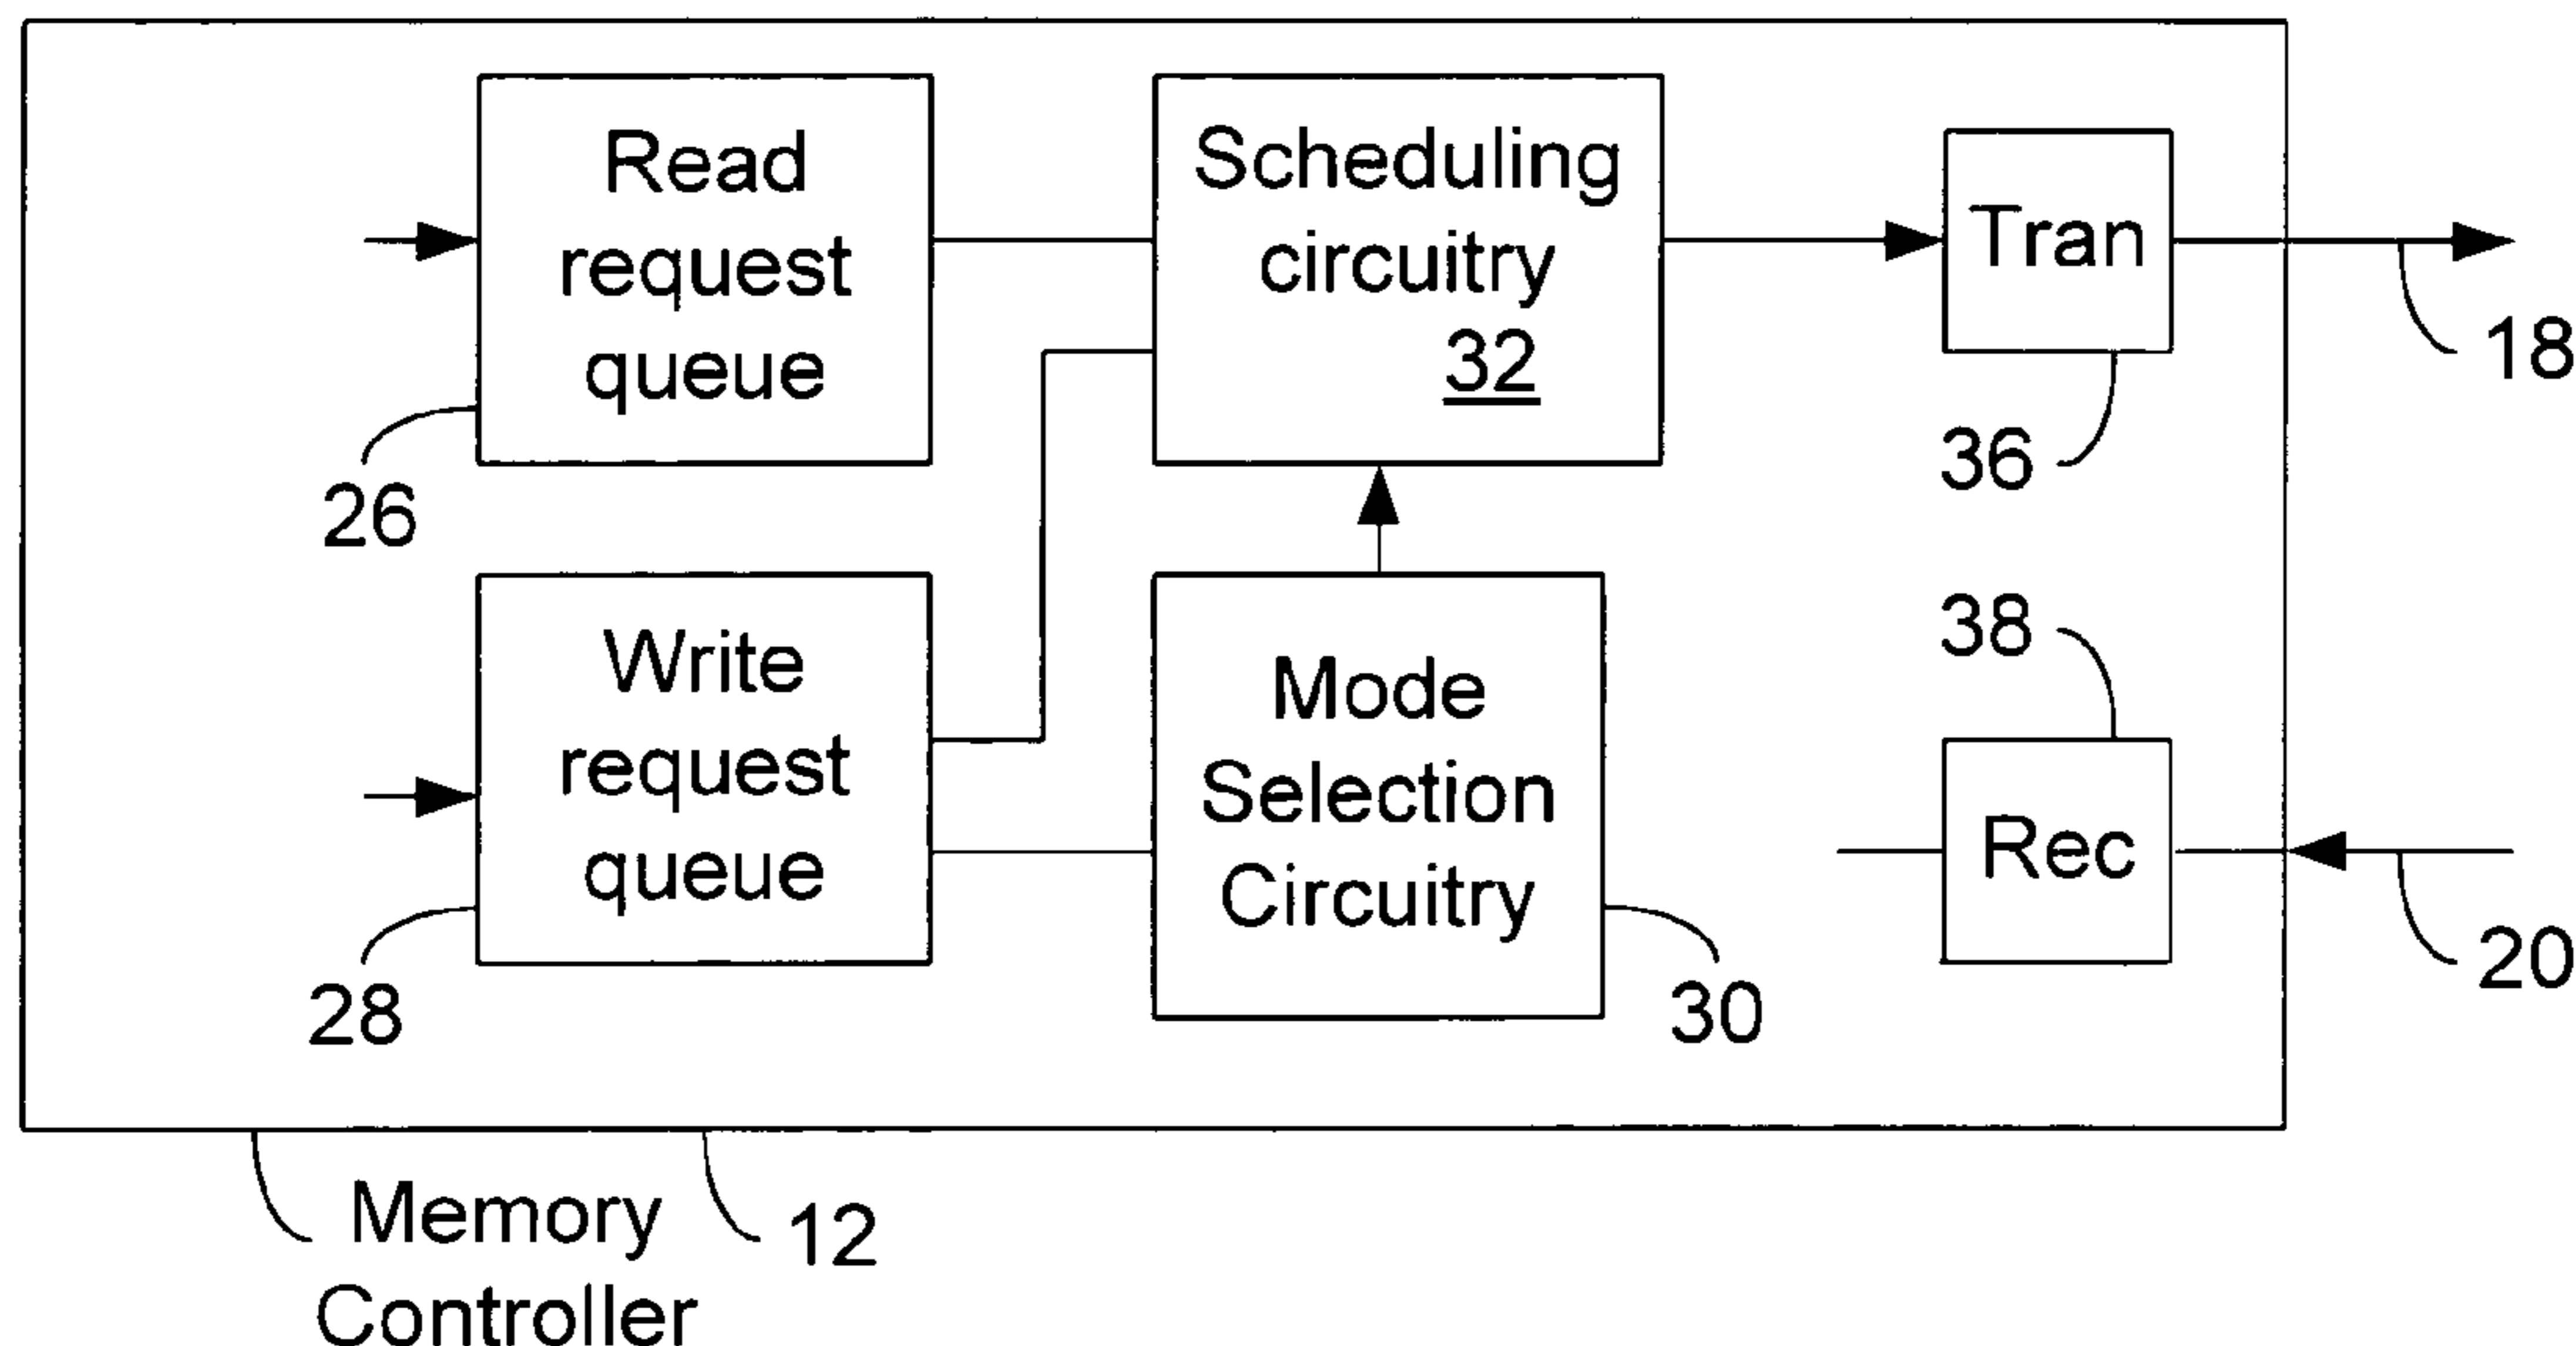 Read
request
queue
26
Scheduling
circuitry
32
Tran
36
18
Write
request
queue
28
Mode
Selection
Circuitry
30
38
Rec
20
Memory
Controller
12